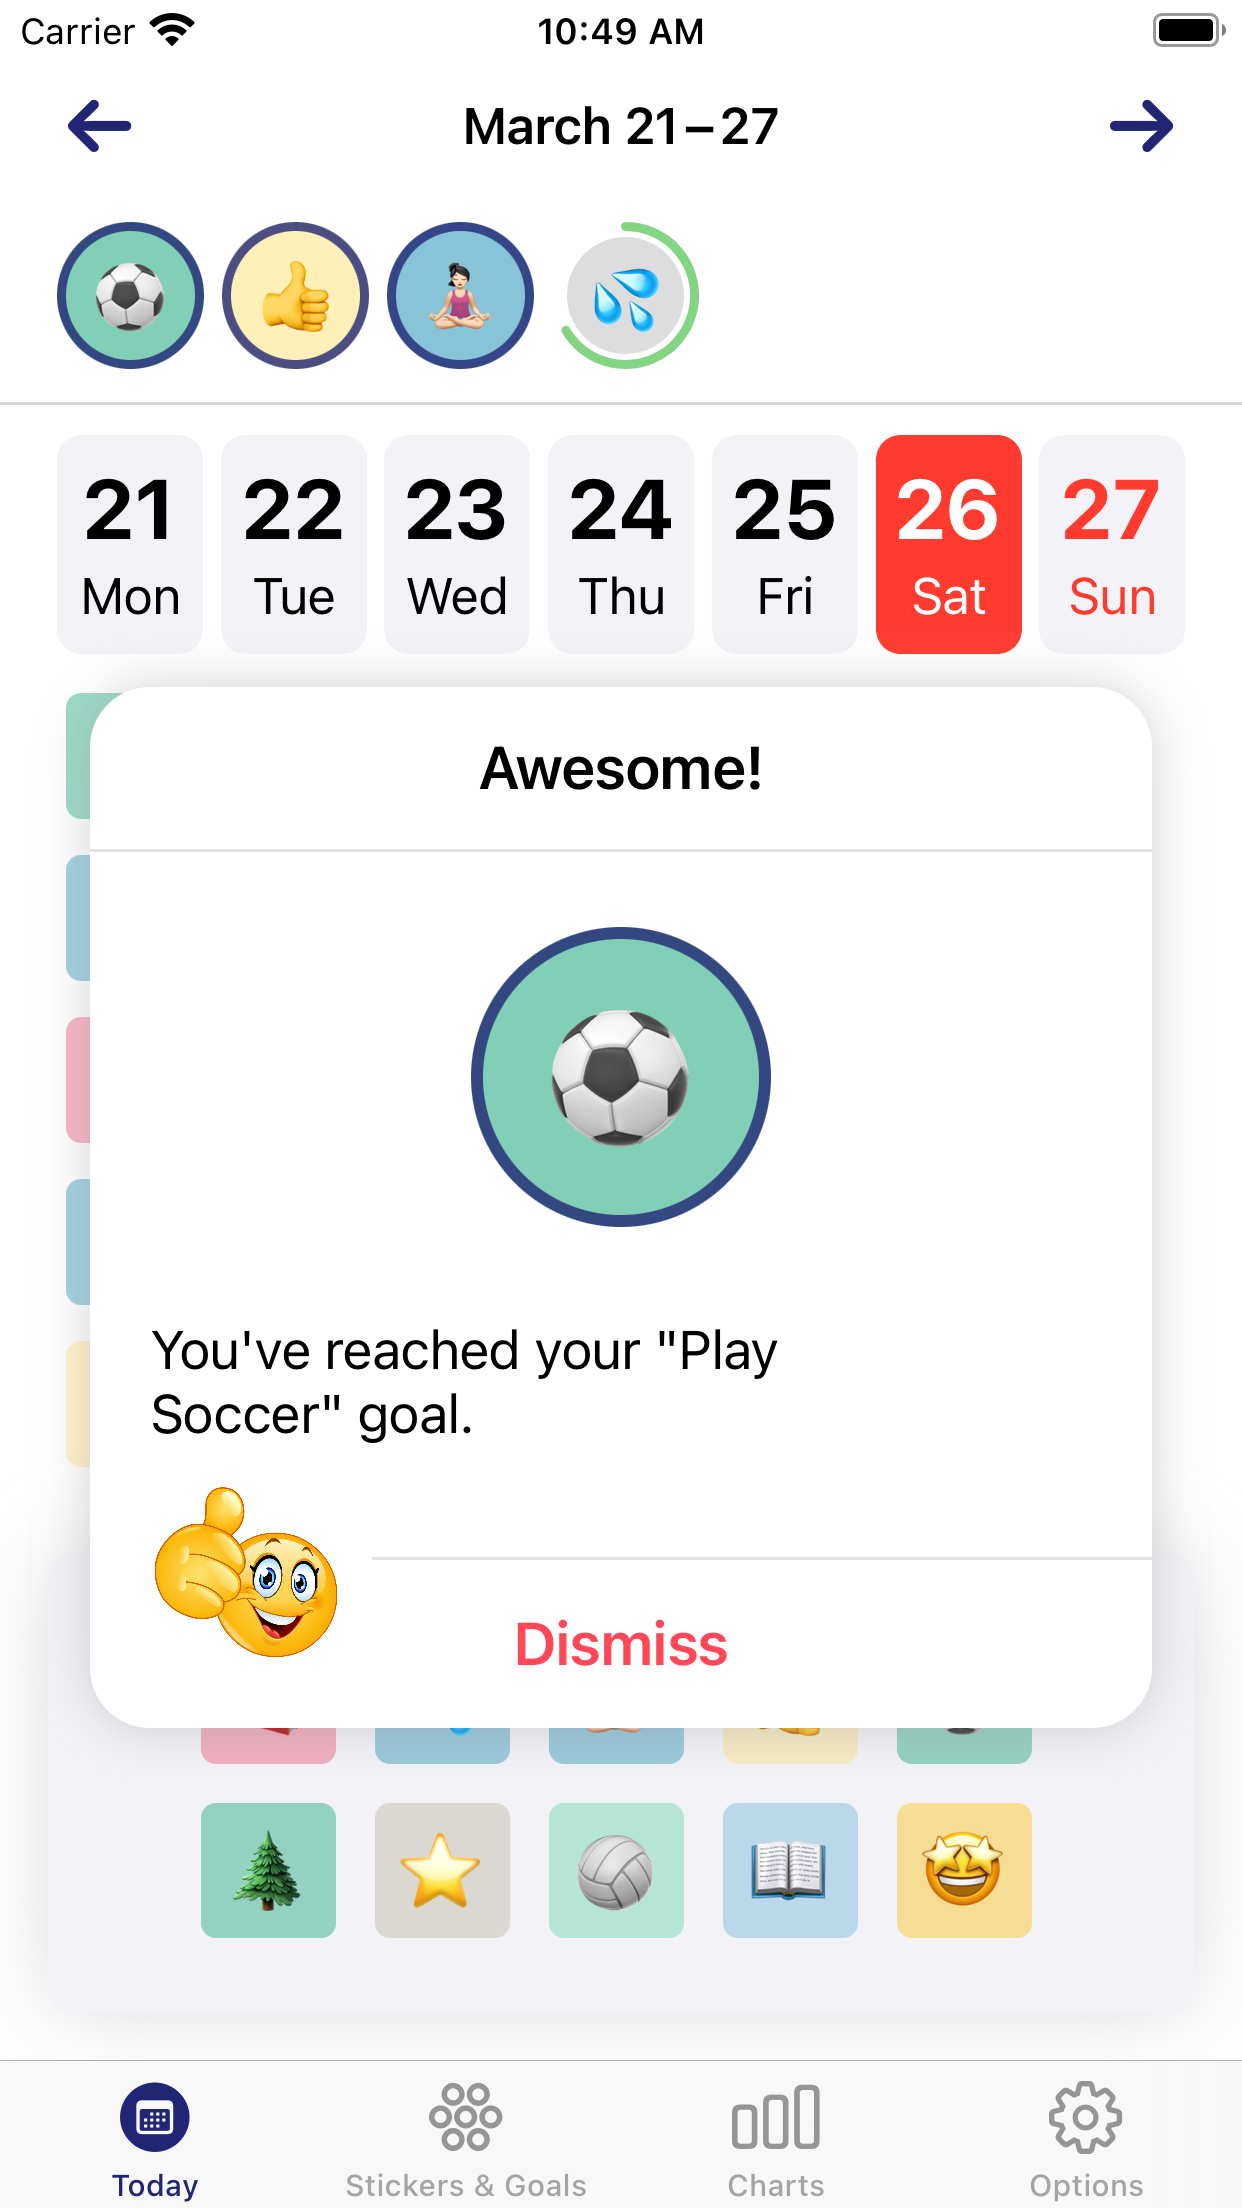 Carrier 10:49 AM
March 21 – 27
21 22 23 24 25 26 27
Mon Tue Wed Thu Fri Sat Sun
Awesome!
You've reached your "Play
Soccer" goal.
Dismiss
Today Stickers & Goals Charts Options